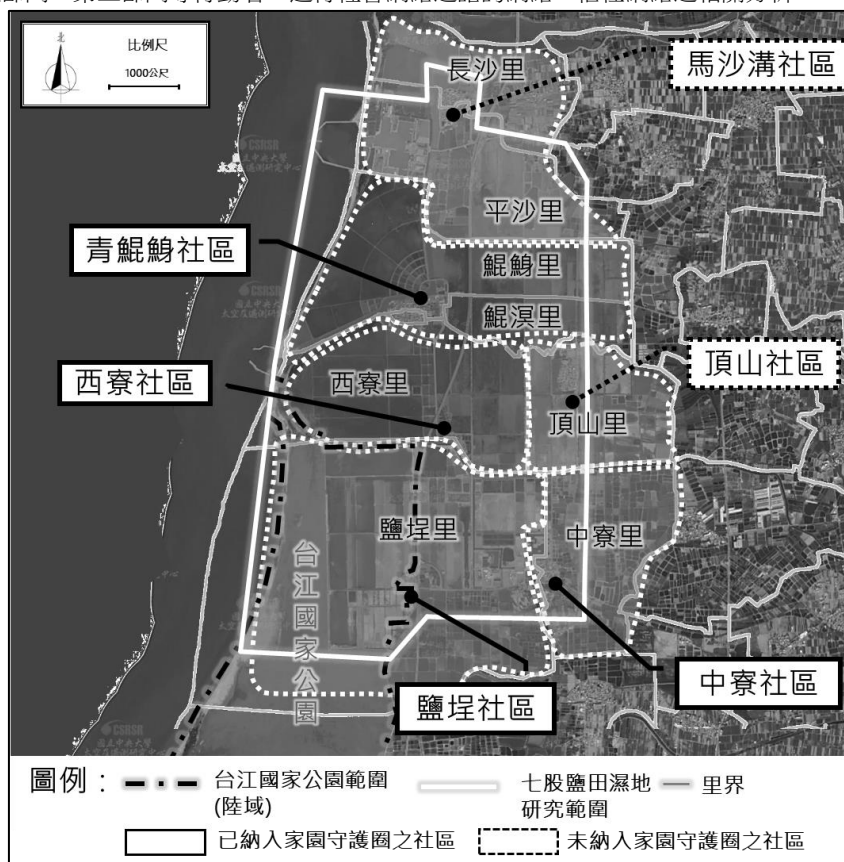 北
比例尺
1000公尺
長沙里
馬沙溝社區
平沙里
青鯤鯓社區
鯤鯓里
鯤溟里
西寮里
頂山社區
西寮社區
頂山里
鹽埕里
中寮里
台江國家公園
中寮社區
鹽埕社區
圖例：
台江國家公園範圍
(陸域)
七股鹽田濕地
研究範圍
里界
已納入家園守護圈之社區
未納入家園守護圈之社區